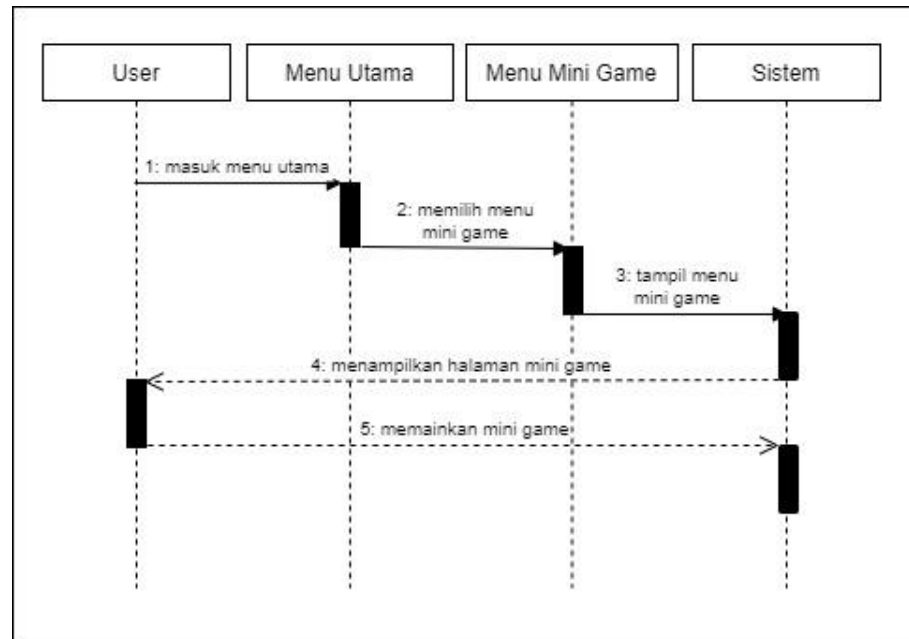 User
Menu Utama
Menu Mini Game
Sistem
1: masuk menu utama
2: memilih menu
mini game
3: tampil menu
mini game
4: menampilkan halaman mini game
5: memainkan mini game